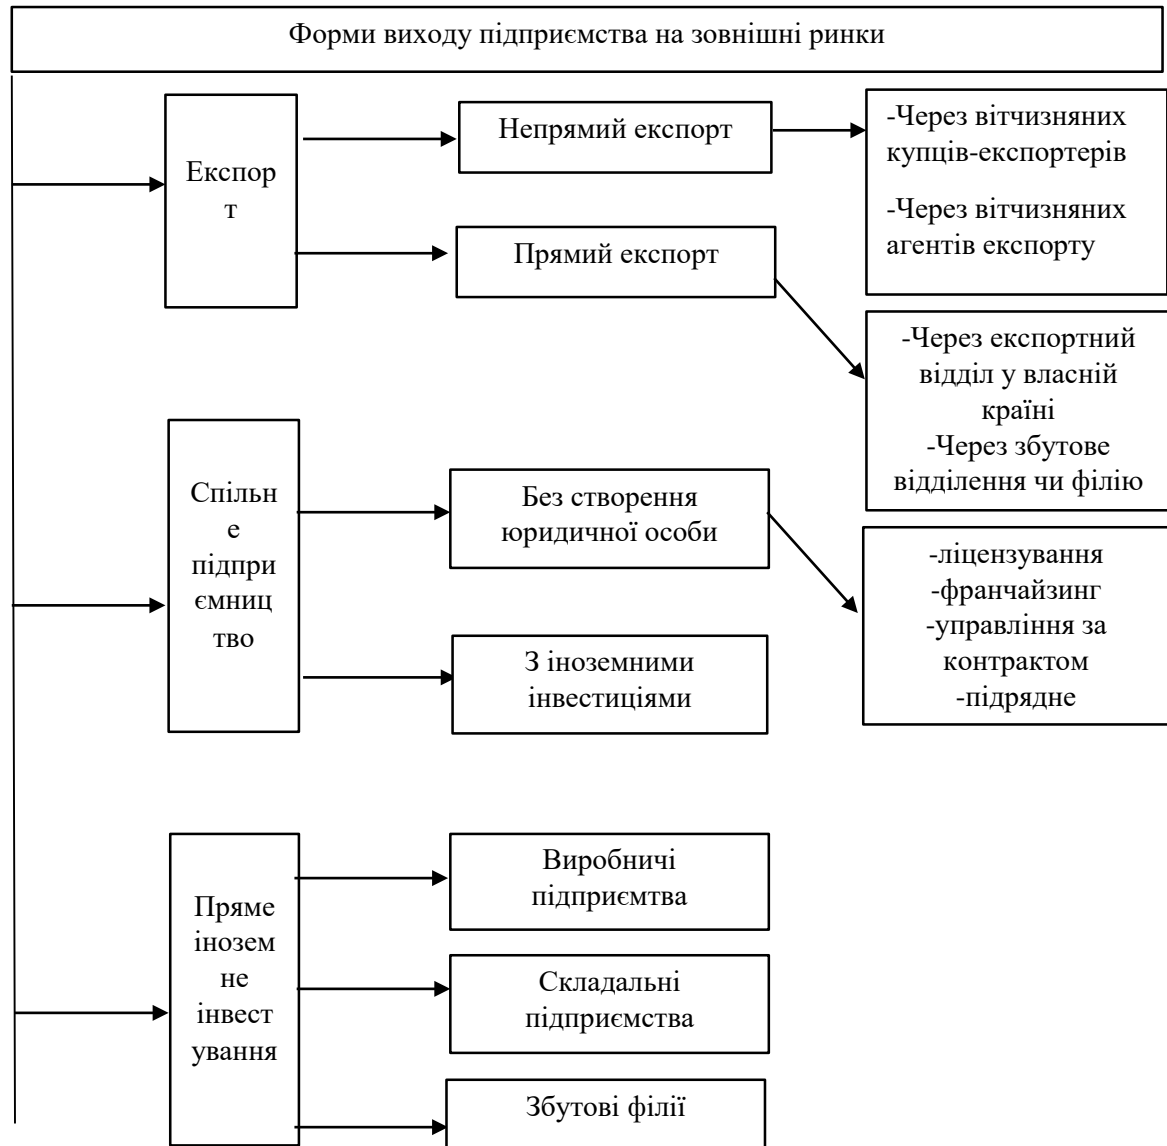 Форми виходу підприємства на зовнішні ринки
Експор
т
Непрямий експорт
-Через вітчизняних
купців-експортерів
-Через вітчизняних
агентів експорту
Прямий експорт
-Через експортний
відділ у власній
країні
-Через збутове
відділення чи філію
Спільн
е
підпри
ємниц
тво
Без створення
юридичної особи
-ліцензування
-франчайзинг
-управління за
контрактом
-підрядне
З іноземними
інвестиціями
Пряме
інозем
не
інвест
ування
Виробничі
підприємтва
Складальні
підприємства
Збутові філії